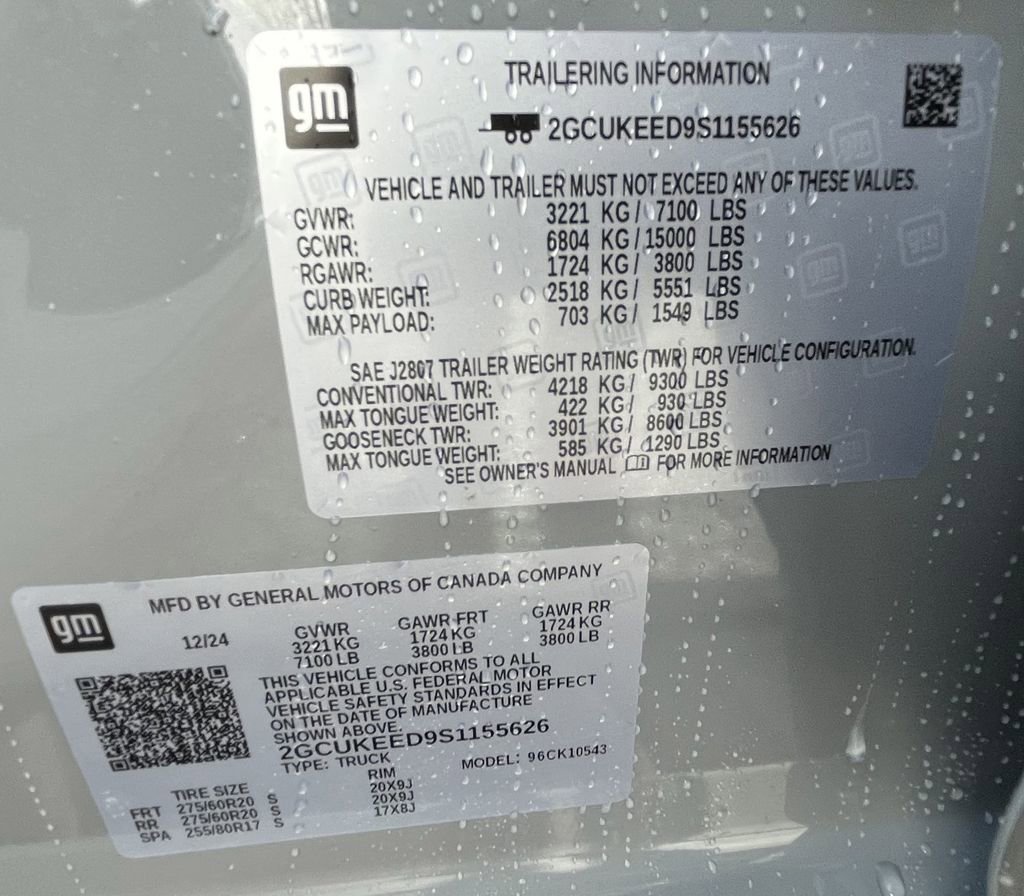 gm
TRAILERING INFORMATION
2GCUKEED9S1155626
VEHICLE AND TRAILER MUST NOT EXCEED ANY OF THESE VALUES.
GVWR: 3221 KG/ 7100 LBS
GCWR: 6804 KG/ 15000 LBS
RGAWR: 1724 KG/ 3800 LBS
CURB WEIGHT: 2518 KG/ 5551 LBS
MAX PAYLOAD: 703 KG/ 1549 LBS
SAE J2807 TRAILER WEIGHT RATING (TWR) FOR VEHICLE CONFIGURATION.
CONVENTIONAL TWR: 4218 KG/ 9300 LBS
MAX TONGUE WEIGHT: 422 KG/ 930 LBS
GOOSENECK TWR: 3901 KG/ 8600 LBS
MAX TONGUE WEIGHT: 585 KG/ 1290 LBS
SEE OWNER'S MANUAL FOR MORE INFORMATION
gm
MFD BY GENERAL MOTORS OF CANADA COMPANY
12/24 GVWR GAWR FRT GAWR RR
3221 KG 1724 KG 1724 KG
7100 LB 3800 LB 3800 LB
THIS VEHICLE CONFORMS TO ALL
APPLICABLE U.S. FEDERAL MOTOR
VEHICLE SAFETY STANDARDS IN EFFECT
ON THE DATE OF MANUFACTURE
SHOWN ABOVE.
2GCUKEED9S1155626
TYPE: TRUCK MODEL: 96CK10543
TIRE SIZE RIM
FRT 275/60R20 S 20X9J
RR 275/60R20 S 20X9J
SPA 255/80R17 S 17X8J